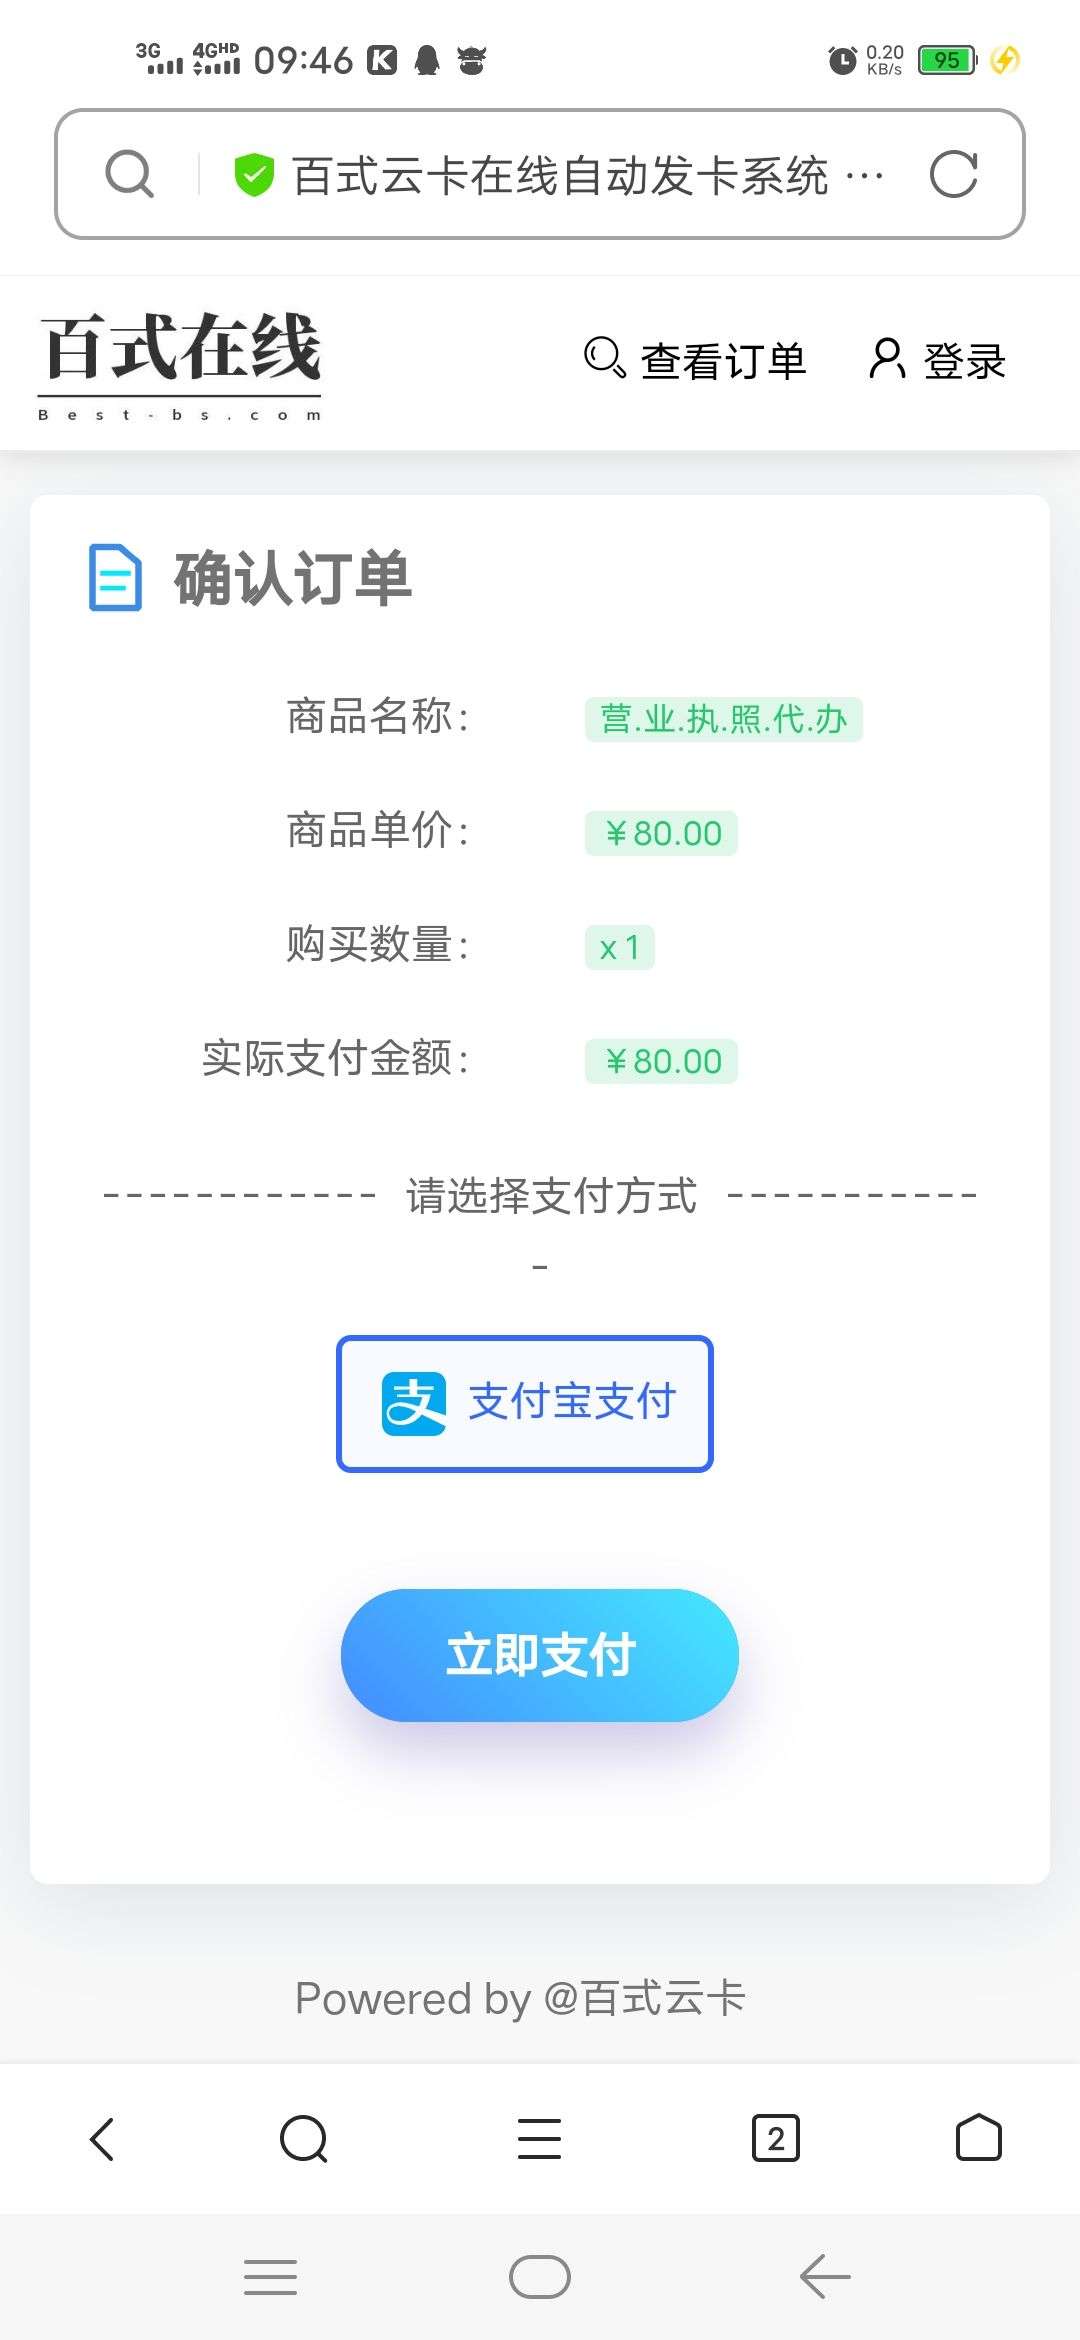 3G 4GHD 09:46 0.20 KB/s 95
百式云卡在线自动发卡系统 ...
百式在线
Best-bs.com
查看订单 登录
确认订单
商品名称: 营.业.执.照.代.办
商品单价: ¥80.00
购买数量: x 1
实际支付金额: ¥80.00
------------ 请选择支付方式 -----------
-
支 支付宝支付
立即支付
Powered by @百式云卡
2